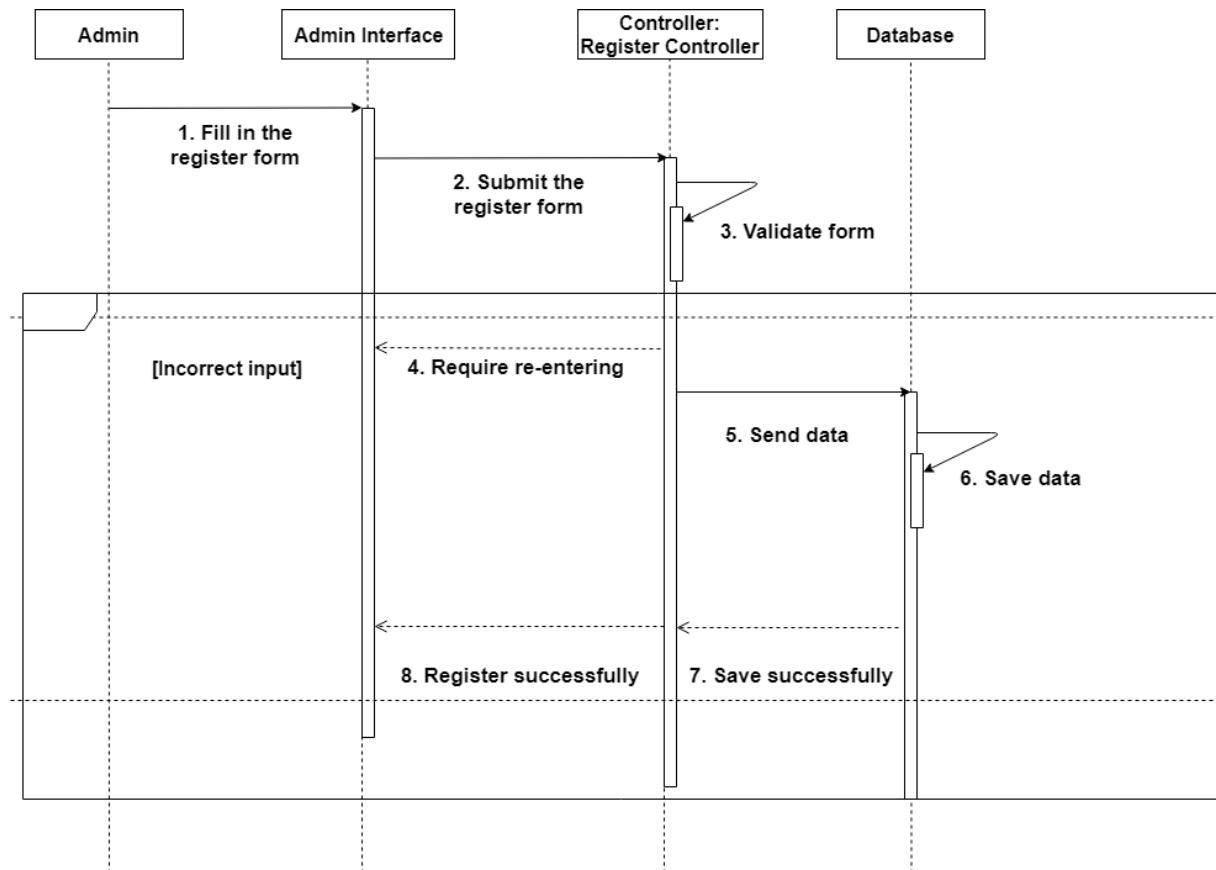 Admin
Admin Interface
Controller:
Register Controller
Database
1. Fill in the
register form
2. Submit the
register form
3. Validate form
[Incorrect input]
4. Require re-entering
5. Send data
6. Save data
8. Register successfully
7. Save successfully